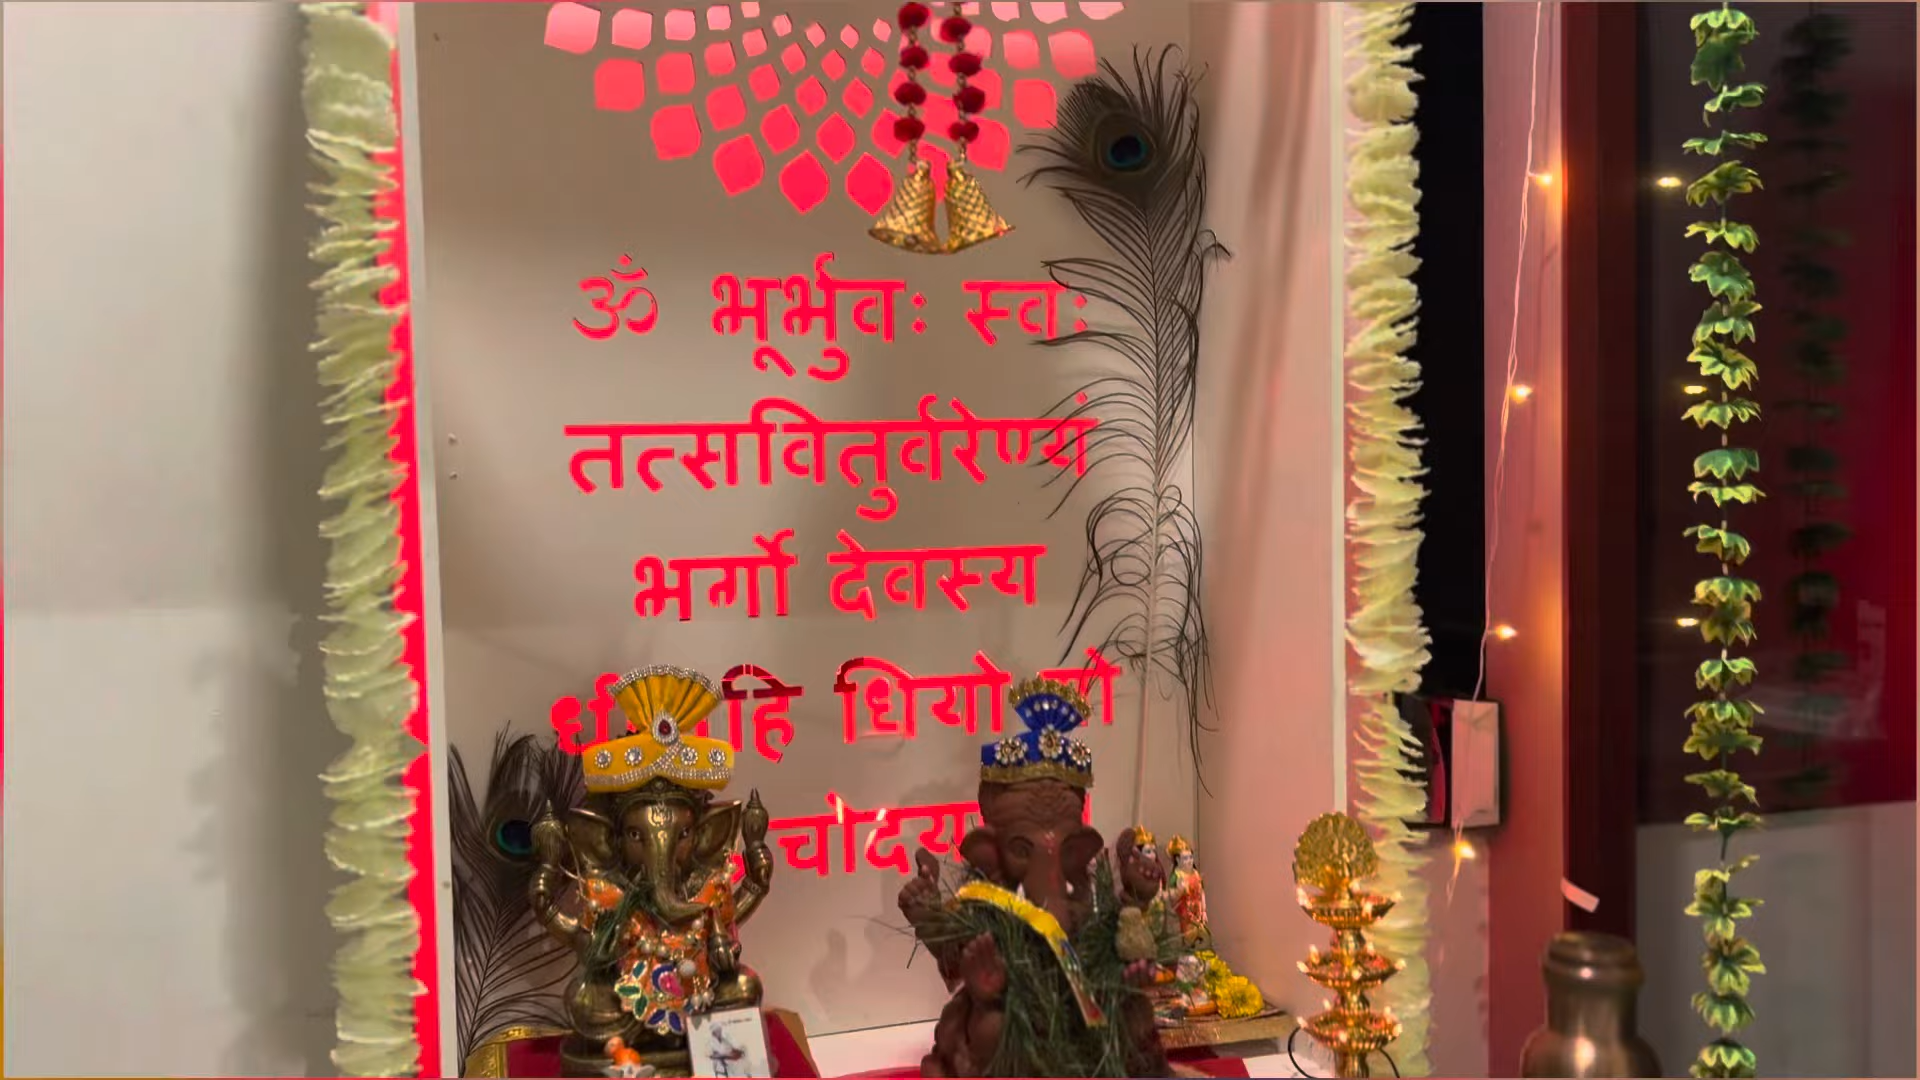 ॐ भूर्भुवः स्वः
तत्सवितुर्वरेण्यं
भर्गो देवस्य
धियो